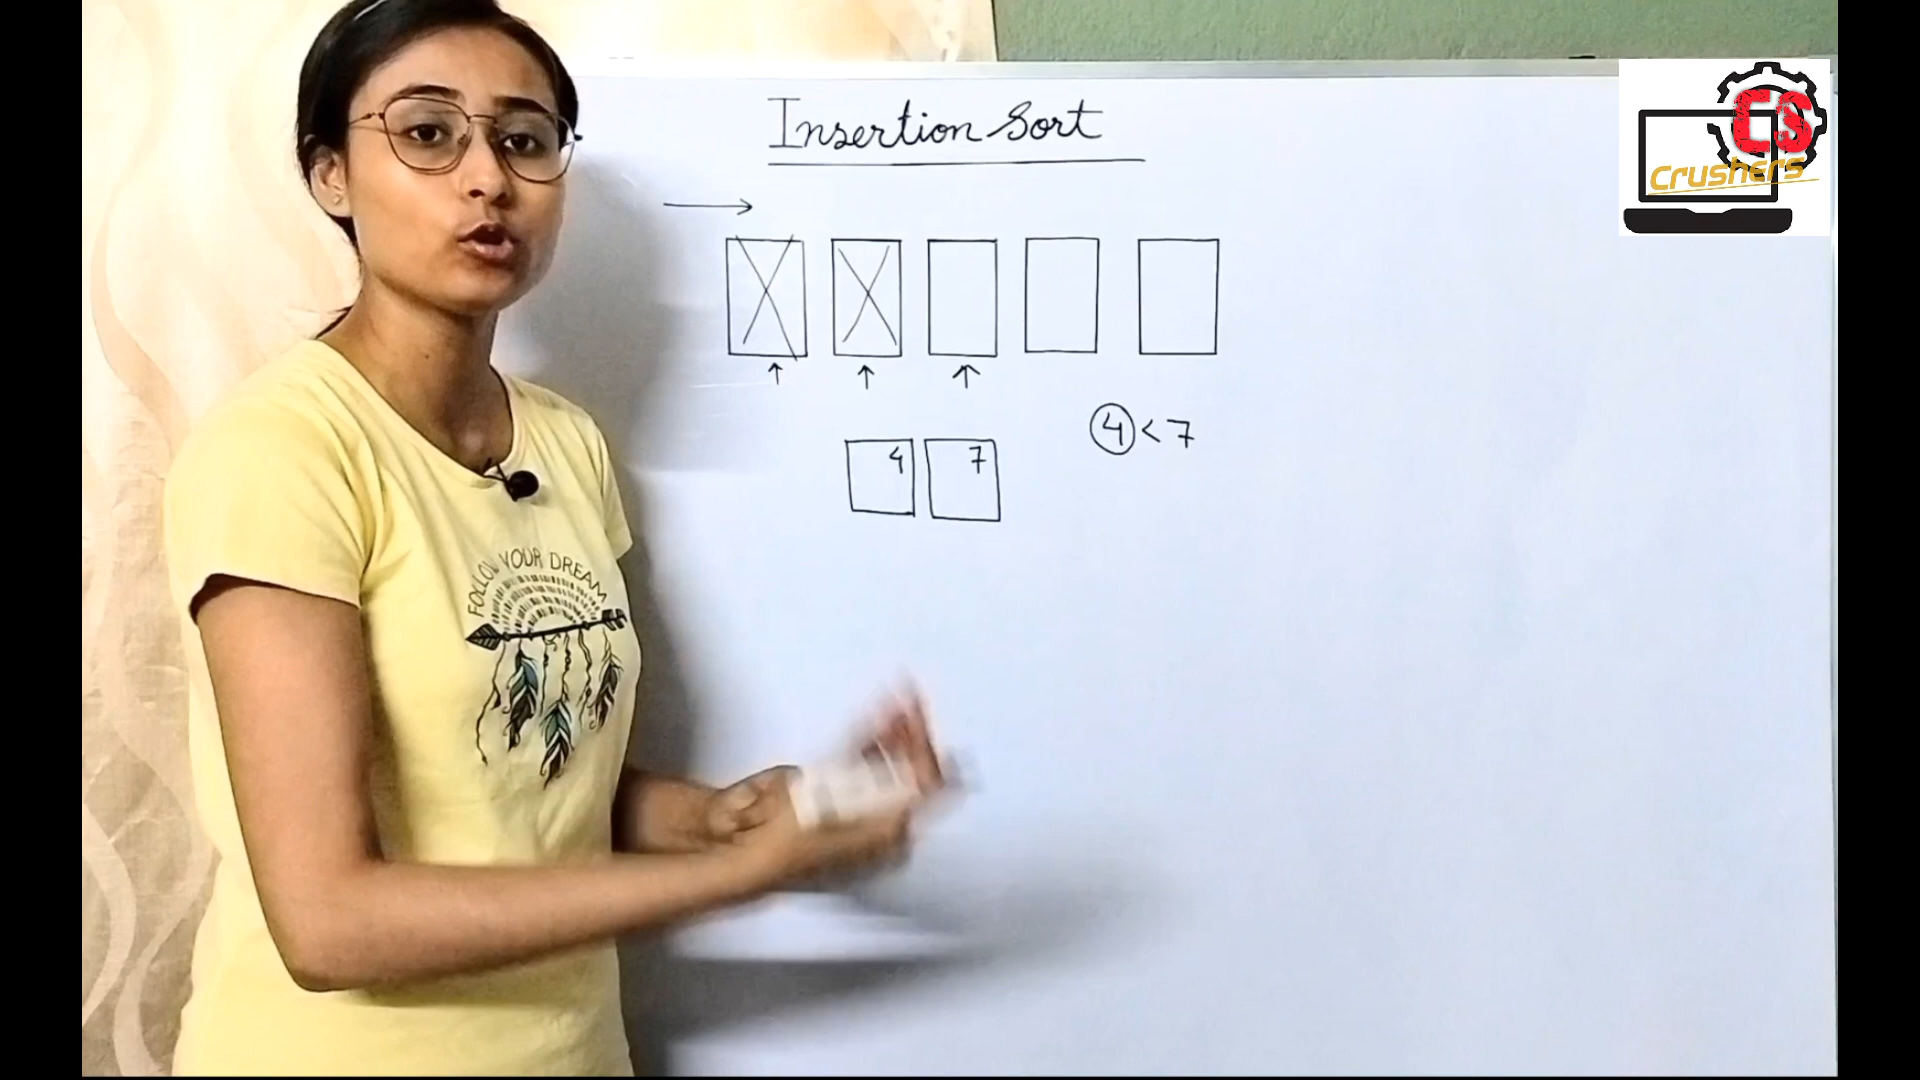 Insertion Sort
4 < 7
4 7
FOLLOW YOUR DREAM
CS
Crushers